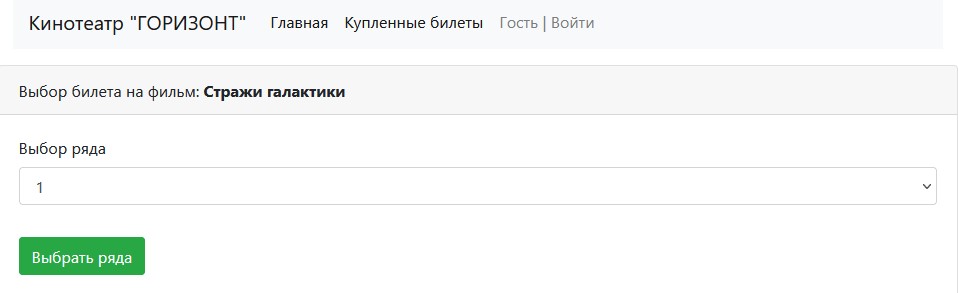 Кинотеатр "ГОРИЗОНТ" Главная Купленные билеты Гость | Войти
Выбор билета на фильм: Стражи галактики
Выбор ряда
1
Выбрать ряда